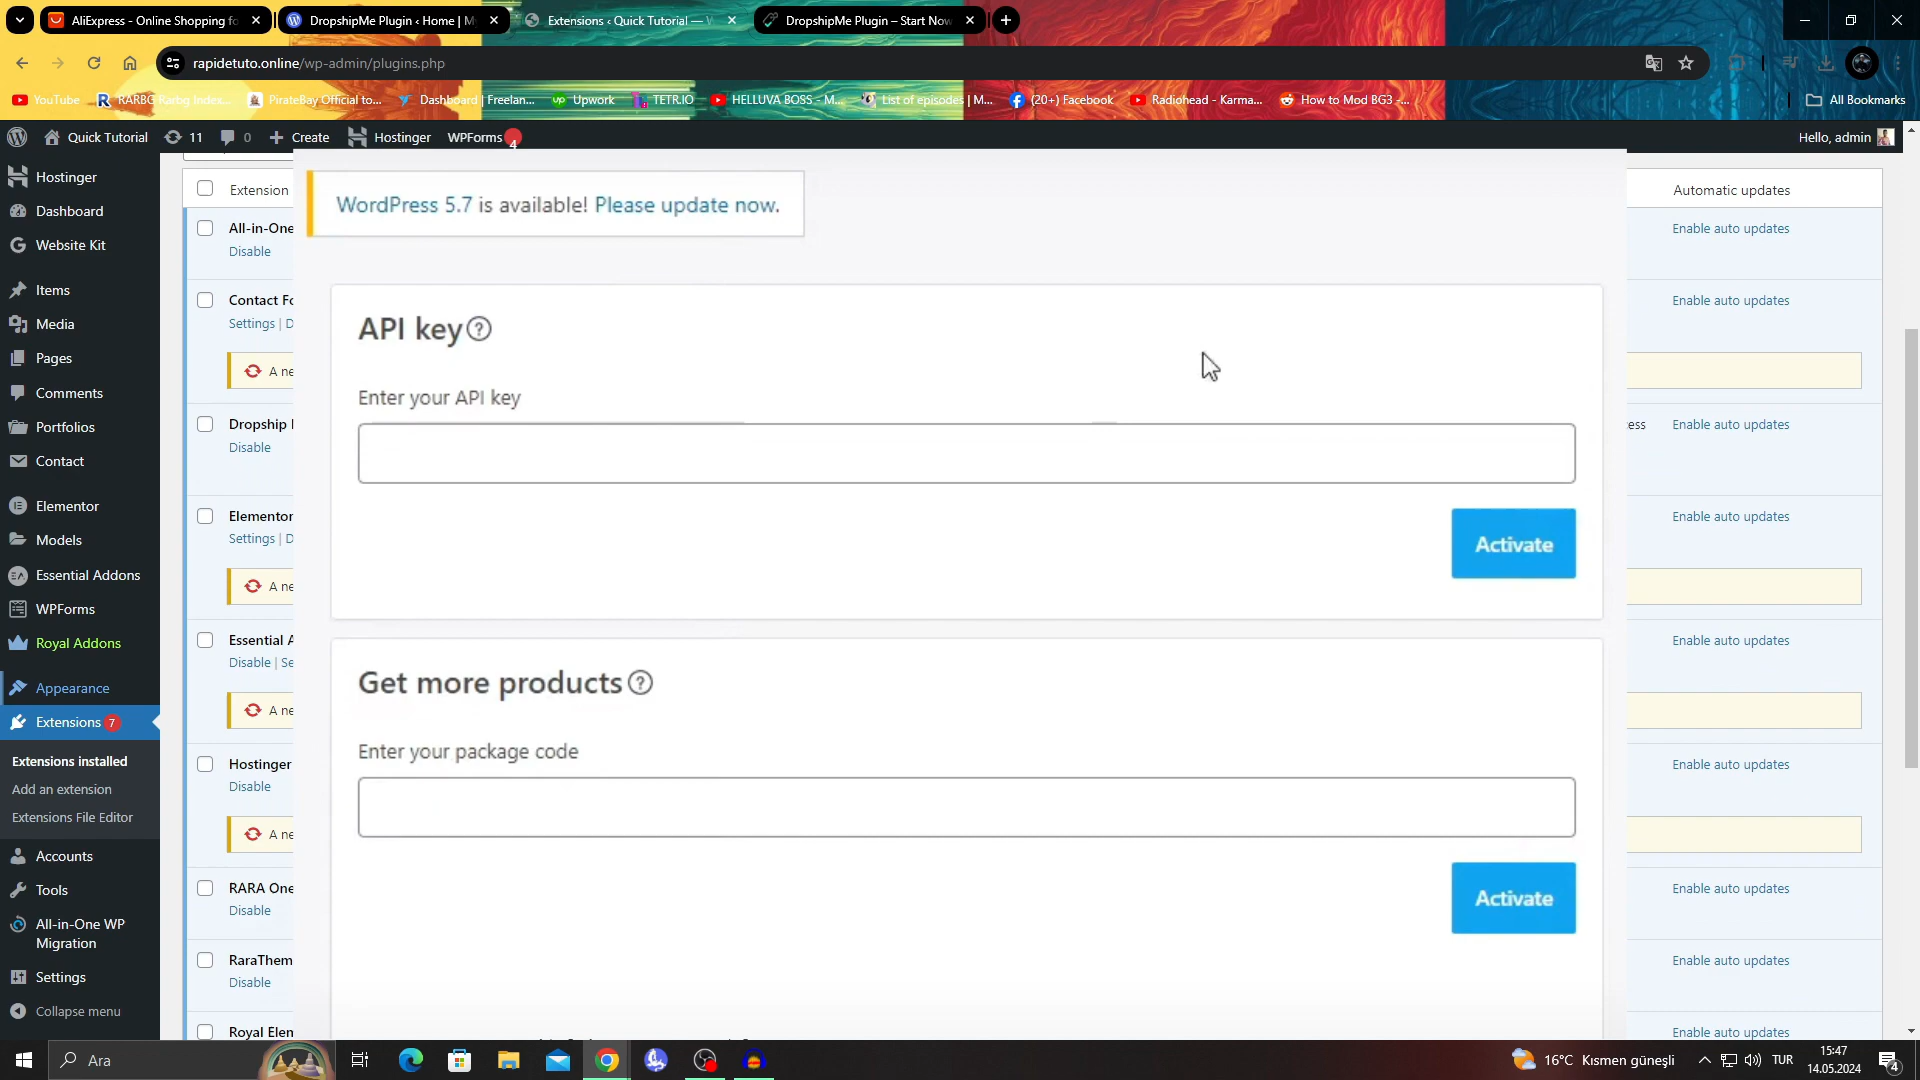 AliExpress - Online Shopping fo
DropshipMe Plugin ‹ Home | M
Extensions ‹ Quick Tutorial — W
DropshipMe Plugin – Start Now
rapidetuto.online/wp-admin/plugins.php
YouTube
RARBG Rarbg Index...
PirateBay Official to...
Dashboard | Freelan...
Upwork
TETR.IO
HELLUVA BOSS - M...
List of episodes | M...
(20+) Facebook
Radiohead - Karma...
How to Mod BG3 -...
All Bookmarks
Quick Tutorial
11
0
Create
Hostinger
WPForms
4
Hello, admin
Hostinger
Dashboard
Website Kit
Items
Media
Pages
Comments
Portfolios
Contact
Elementor
Models
Essential Addons
WPForms
Royal Addons
Appearance
Extensions 7
Extensions installed
Add an extension
Extensions File Editor
Accounts
Tools
All-in-One WP
Migration
Settings
Collapse menu
Extension
Automatic updates
All-in-One
Disable
Enable auto updates
Contact Fo
Settings | D
Enable auto updates
A ne
Dropship
Disable
ess
Enable auto updates
Elementor
Settings | D
Enable auto updates
A ne
Essential A
Disable | Se
Enable auto updates
A ne
Hostinger
Disable
Enable auto updates
A ne
RARA One
Disable
Enable auto updates
RaraThem
Disable
Enable auto updates
Royal Elen
Enable auto updates
WordPress 5.7 is available! Please update now.
API key
Enter your API key
Activate
Get more products
Enter your package code
Activate
Ara
16°C Kısmen güneşli
TUR
15:47
14.05.2024
4